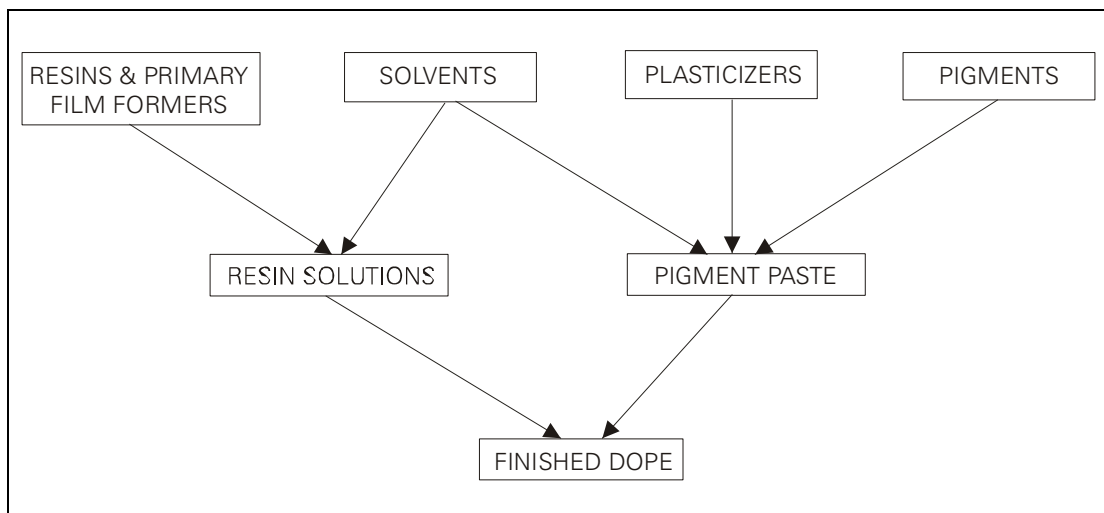 RESINS & PRIMARY
FILM FORMERS
SOLVENTS
PLASTICIZERS
PIGMENTS
RESIN SOLUTIONS
PIGMENT PASTE
FINISHED DOPE